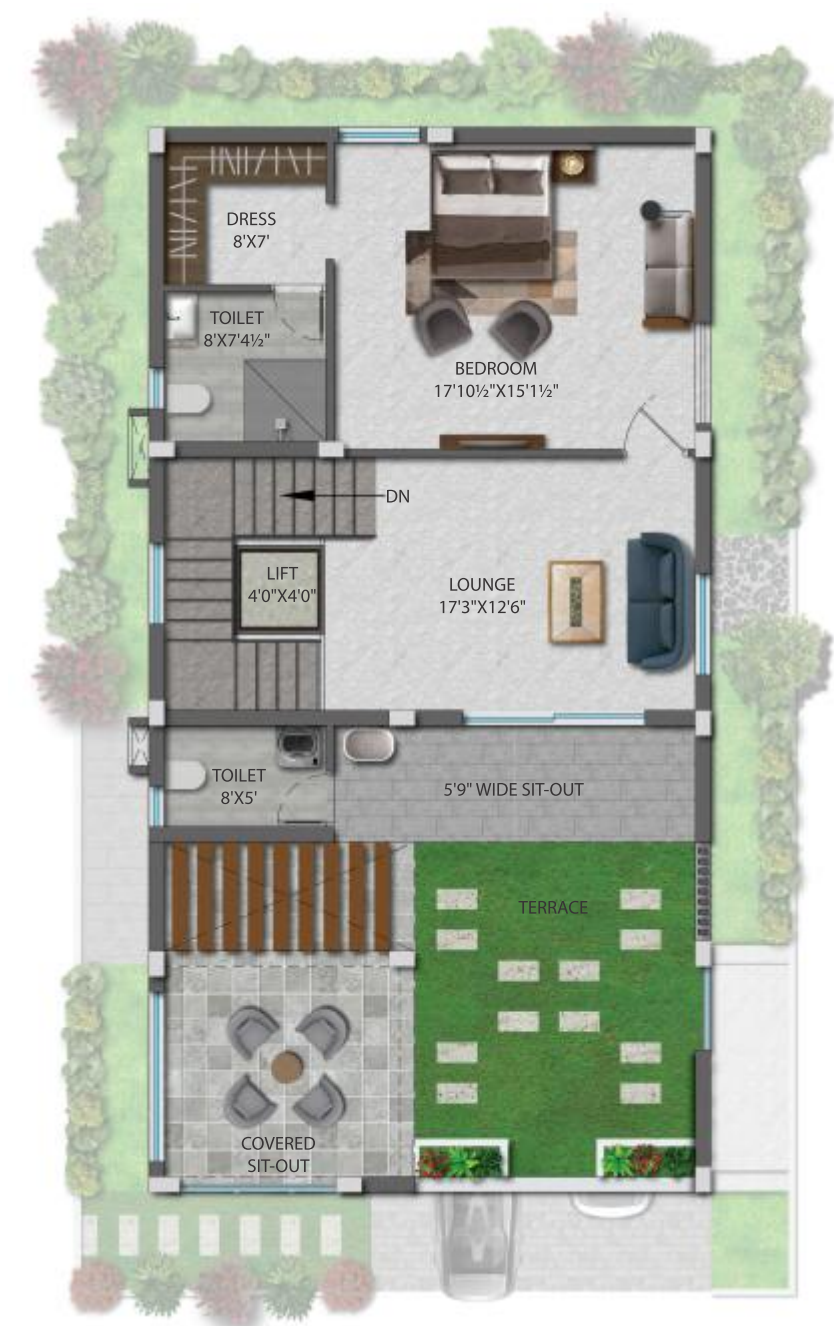 DRESS
8'X7'
TOILET
8'X7'4½"
BEDROOM
17'10½"X15'1½"
DN
LIFT
4'0"X4'0"
LOUNGE
17'3"X12'6"
TOILET
8'X5'
5'9" WIDE SIT-OUT
TERRACE
COVERED
SIT-OUT